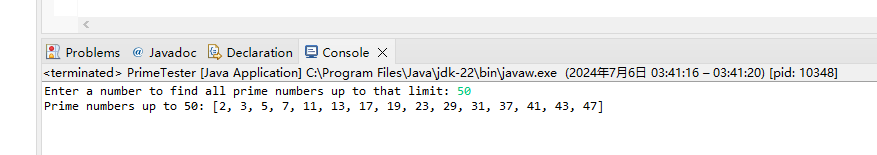 Problems @ Javadoc Declaration Console
<terminated> PrimeTester [Java Application] C:\Program Files\Java\jdk-22\bin\javaw.exe (2024年7月6日 03:41:16 – 03:41:20) [pid: 10348]
Enter a number to find all prime numbers up to that limit: 50
Prime numbers up to 50: [2, 3, 5, 7, 11, 13, 17, 19, 23, 29, 31, 37, 41, 43, 47]